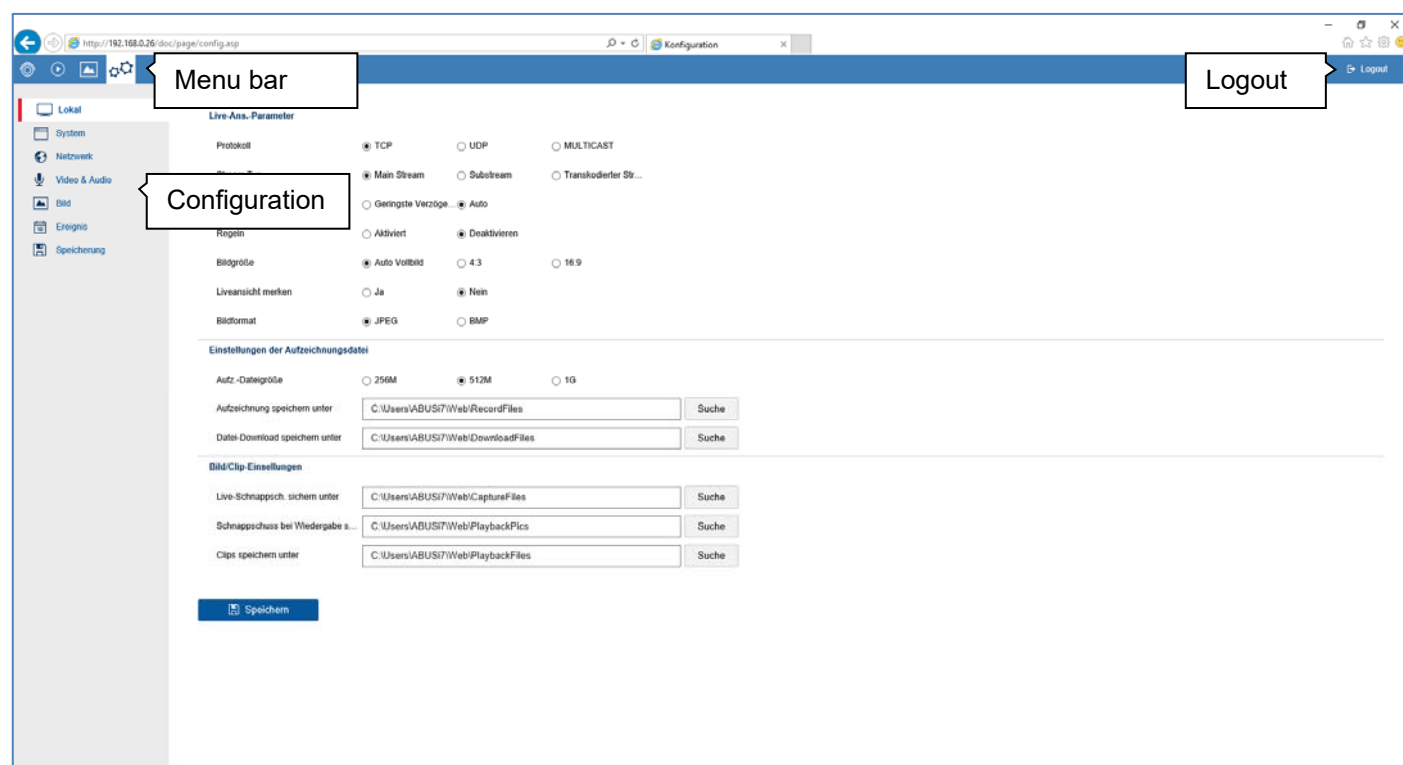 http://192.168.0.26/doc/page/config.asp
Konfiguration
Menu bar
Logout
Logout
Lokal
System
Netzwerk
Video & Audio
Bild
Ereignis
Speicherung
Configuration
Live-Ans.-Parameter
Protokoll TCP UDP MULTICAST
Main Stream Substream Transkodierter Str...
Geringste Verzöge... Auto
Regeln Aktiviert Deaktivieren
Bildgröße Auto Vollbild 4:3 16:9
Liveansicht merken Ja Nein
Bildformat JPEG BMP
Einstellungen der Aufzeichnungsdatei
Aufz.-Dateigröße 256M 512M 1G
Aufzeichnung speichern unter C:\Users\ABUSi7\Web\RecordFiles Suche
Datei-Download speichern unter C:\Users\ABUSi7\Web\DownloadFiles Suche
Bild/Clip-Einsellungen
Live-Schnappsch. sichern unter C:\Users\ABUSi7\Web\CaptureFiles Suche
Schnappschuss bei Wiedergabe s... C:\Users\ABUSi7\Web\PlaybackPics Suche
Clips speichern unter C:\Users\ABUSi7\Web\PlaybackFiles Suche
Speichern